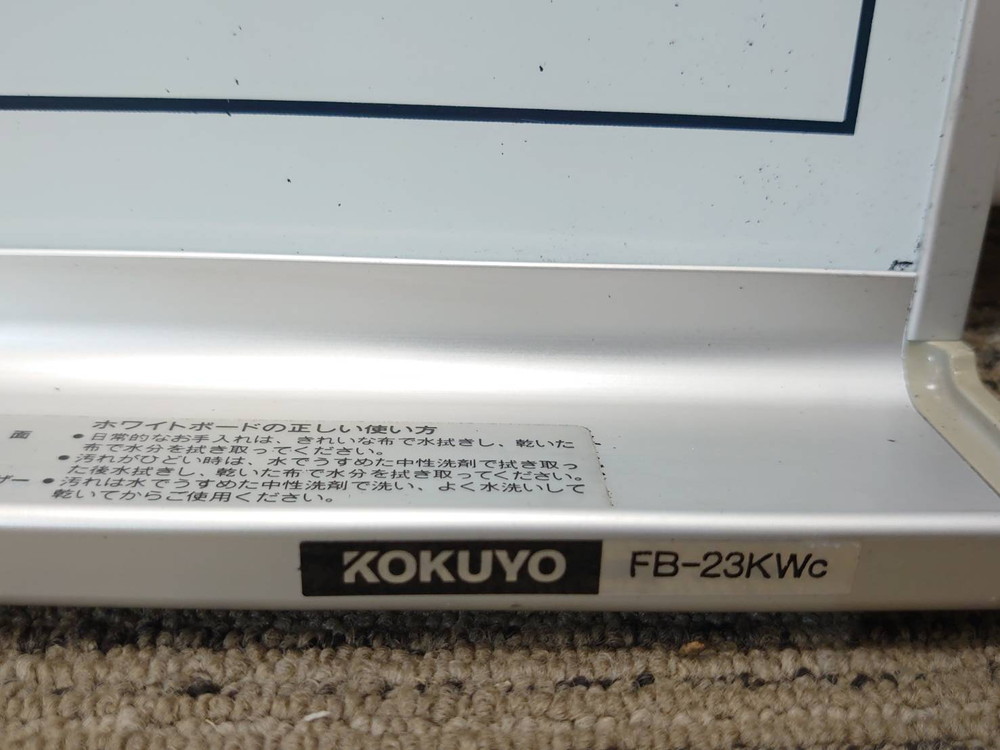 ホワイトボードの正しい使い方
面 ●日常的なお手入れは、きれいな布で水拭きし、乾いた
布で水分を拭き取ってください。
●汚れがひどい時は、水でうすめた中性洗剤で拭き取っ
た後水拭きし、乾いた布で水分を拭き取ってください。
ザー ●汚れは水でうすめた中性洗剤で洗い、よく水洗いして
乾いてからご使用ください。
KOKUYO FB-23KWc